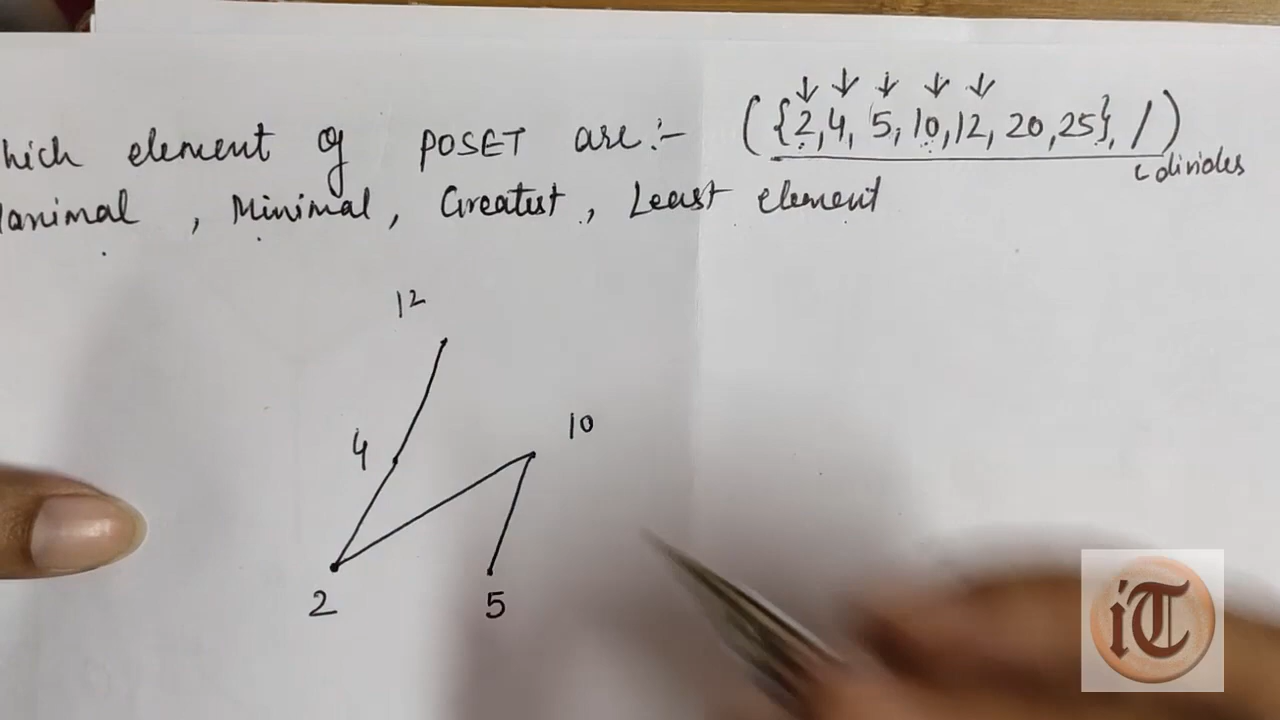 hich element of POSET are:- ({2,4, 5, 10, 12, 20, 25}, /)
divides
animal , Minimal, Greatest, Least element
12
4
10
2
5
iT